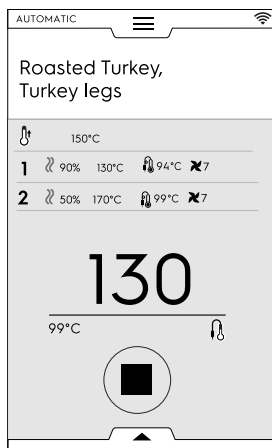 AUTOMATIC
Roasted Turkey,
Turkey legs
150°C
1 90% 130°C 94°C 7
2 50% 170°C 99°C 7
130
99°C